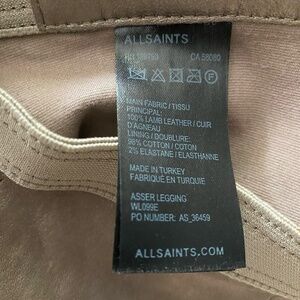 ALLSAINTS
CA 58080
MAIN FABRIC / TISSU
PRINCIPAL:
100% LAMB LEATHER / CUIR
D'AGNEAU
LINING / DOUBLURE:
98% COTTON / COTON
2% ELASTANE / ELASTHANNE
MADE IN TURKEY
FABRIQUÉ EN TURQUIE
ASSER LEGGING
WL099E
PO NUMBER: AS_36459
ALLSAINTS.COM